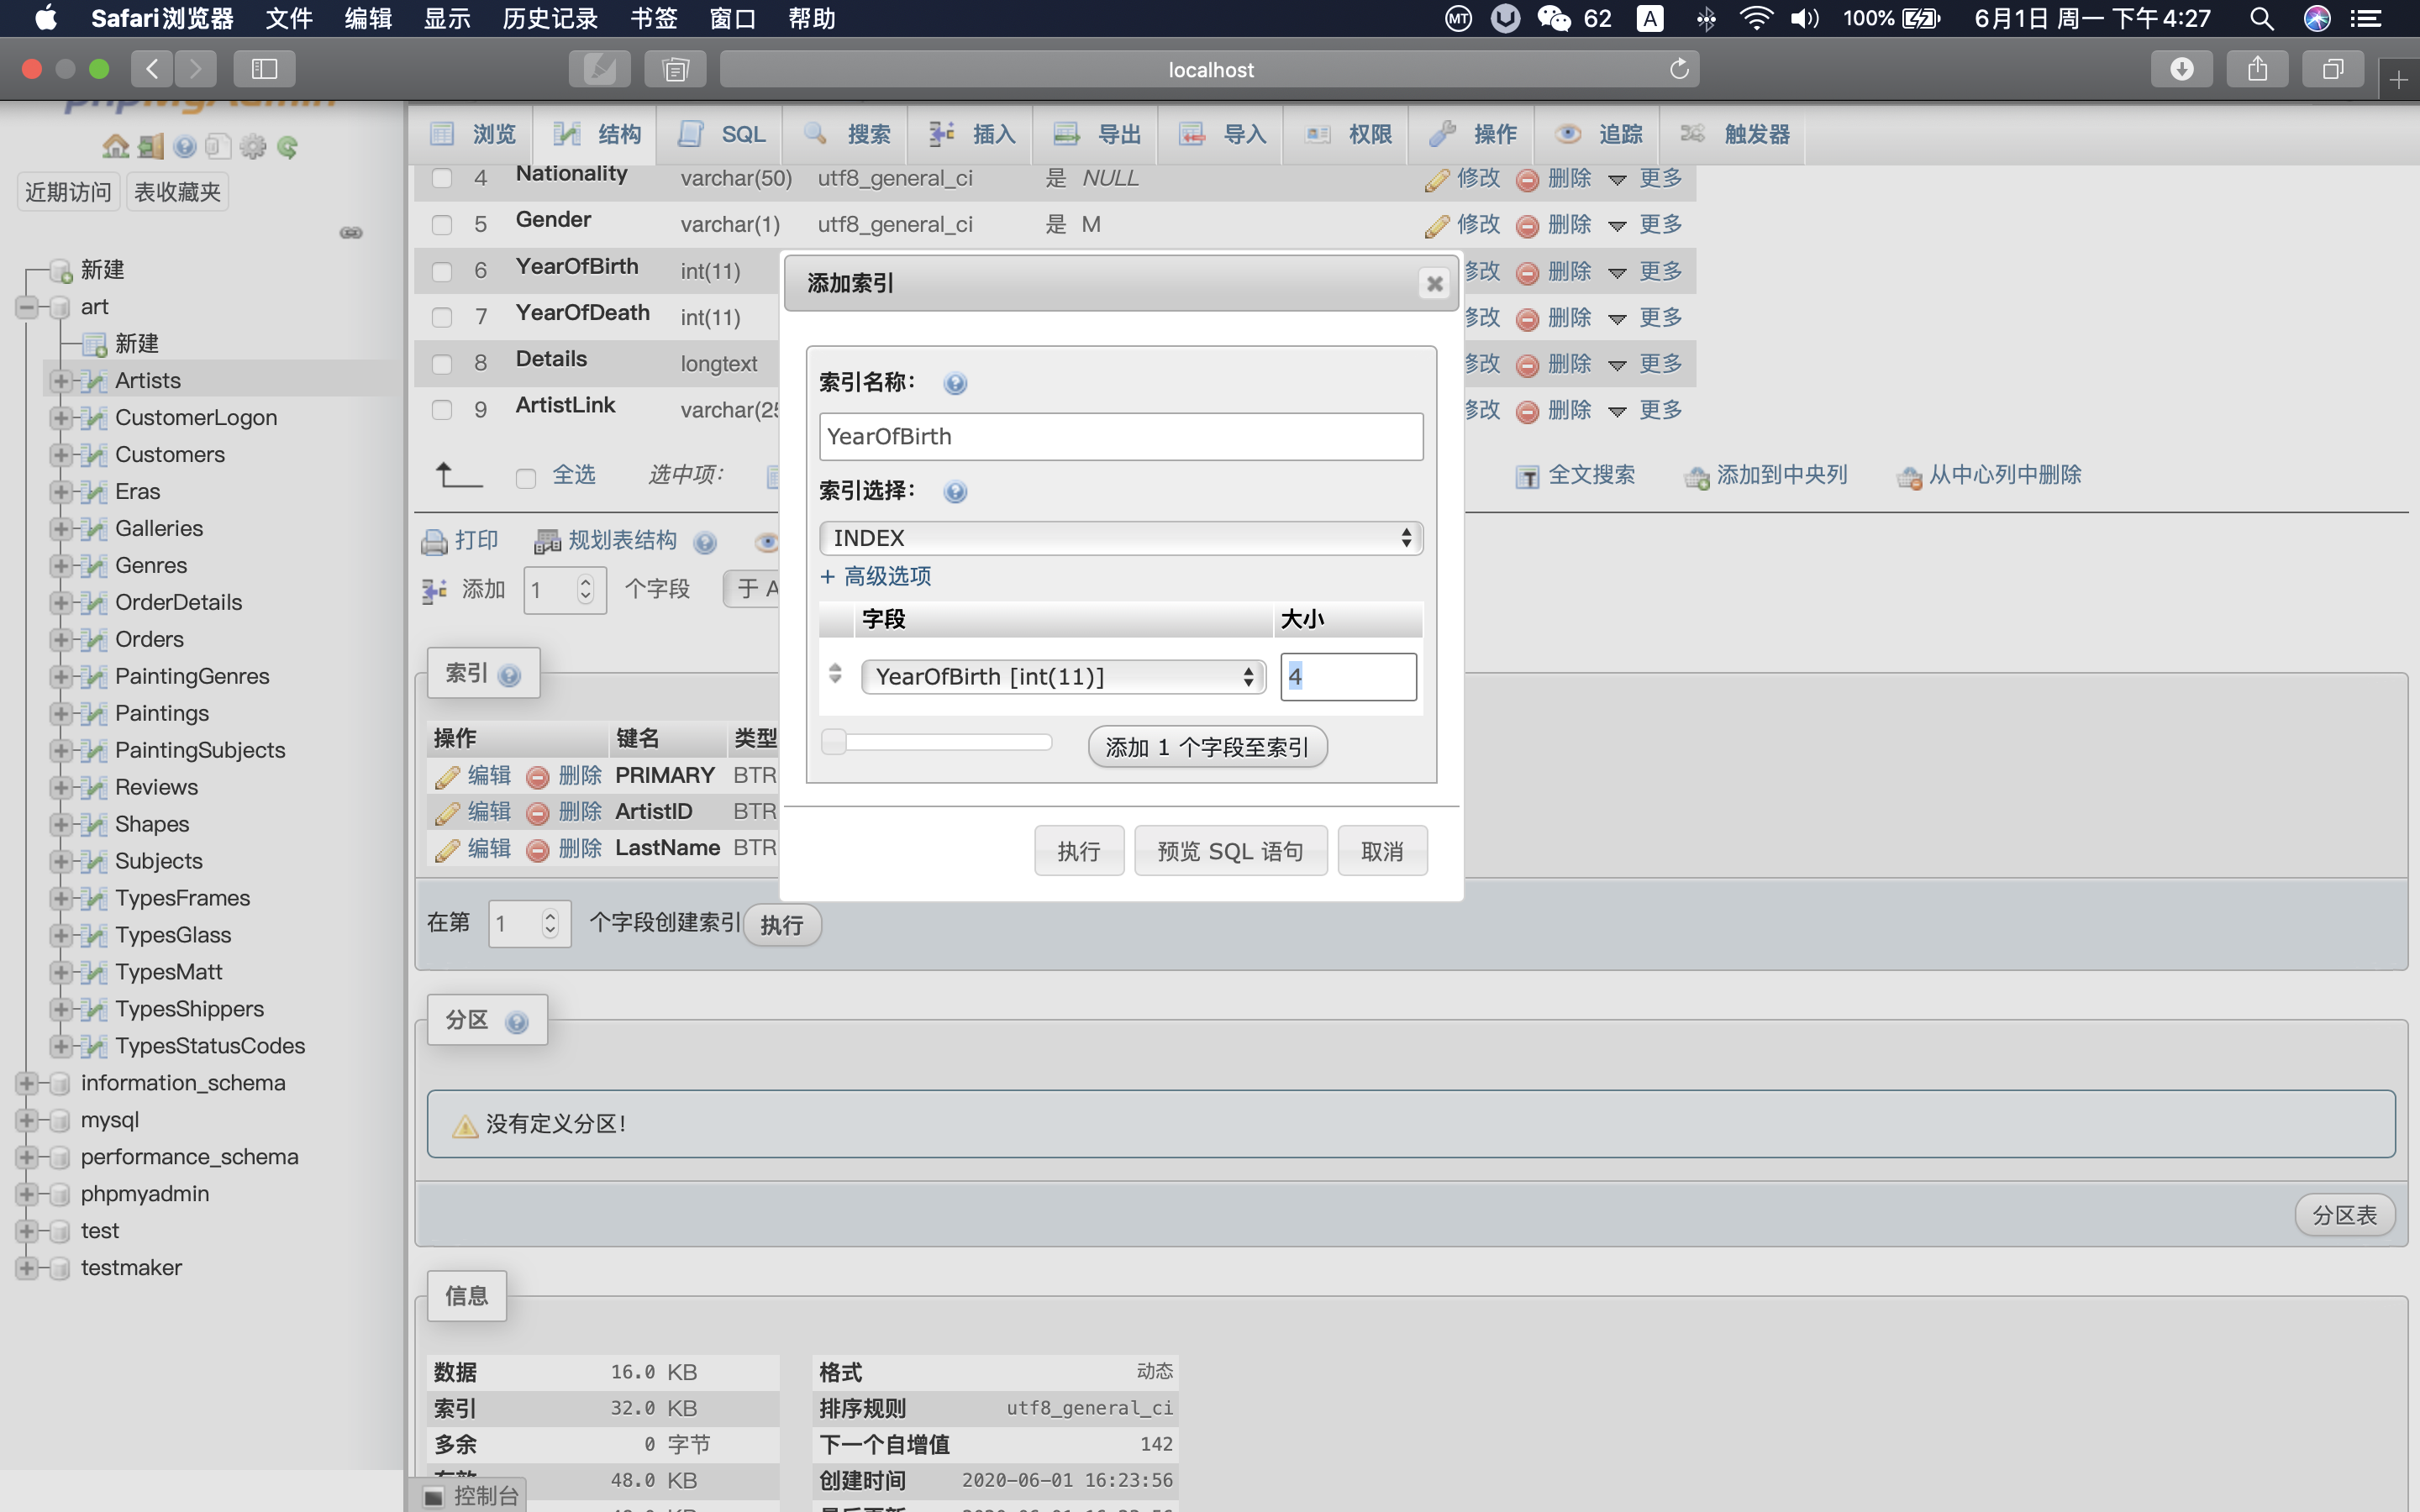 Safari浏览器 文件 编辑 显示 历史记录 书签 窗口 帮助 MT 62 A 100% 6月1日 周一 下午4:27
localhost
phpMyAdmin
近期访问 表收藏夹
新建
art
新建
Artists
CustomerLogon
Customers
Eras
Galleries
Genres
OrderDetails
Orders
PaintingGenres
Paintings
PaintingSubjects
Reviews
Shapes
Subjects
TypesFrames
TypesGlass
TypesMatt
TypesShippers
TypesStatusCodes
information_schema
mysql
performance_schema
phpmyadmin
test
testmaker
浏览 结构 SQL 搜索 插入 导出 导入 权限 操作 追踪 触发器
4 Nationality varchar(50) utf8_general_ci 是 NULL 修改 删除 更多
5 Gender varchar(1) utf8_general_ci 是 M 修改 删除 更多
6 YearOfBirth int(11) 修改 删除 更多
7 YearOfDeath int(11) 修改 删除 更多
8 Details longtext 修改 删除 更多
9 ArtistLink varchar(25 修改 删除 更多
全选 选中项: 全文搜索 添加到中央列 从中心列中删除
打印 规划表结构
添加 1 个字段 于 A
索引
操作 键名 类型
编辑 删除 PRIMARY BTR
编辑 删除 ArtistID BTR
编辑 删除 LastName BTR
在第 1 个字段创建索引 执行
添加索引
索引名称:
YearOfBirth
索引选择:
INDEX
+ 高级选项
字段 大小
YearOfBirth [int(11)] 4
添加 1 个字段至索引
执行 预览 SQL 语句 取消
分区
没有定义分区!
分区表
信息
数据 16.0 KB
索引 32.0 KB
多余 0 字节
有效 48.0 KB
格式 动态
排序规则 utf8_general_ci
下一个自增值 142
创建时间 2020-06-01 16:23:56
最后更新 2020-06-01 16:23:56
控制台